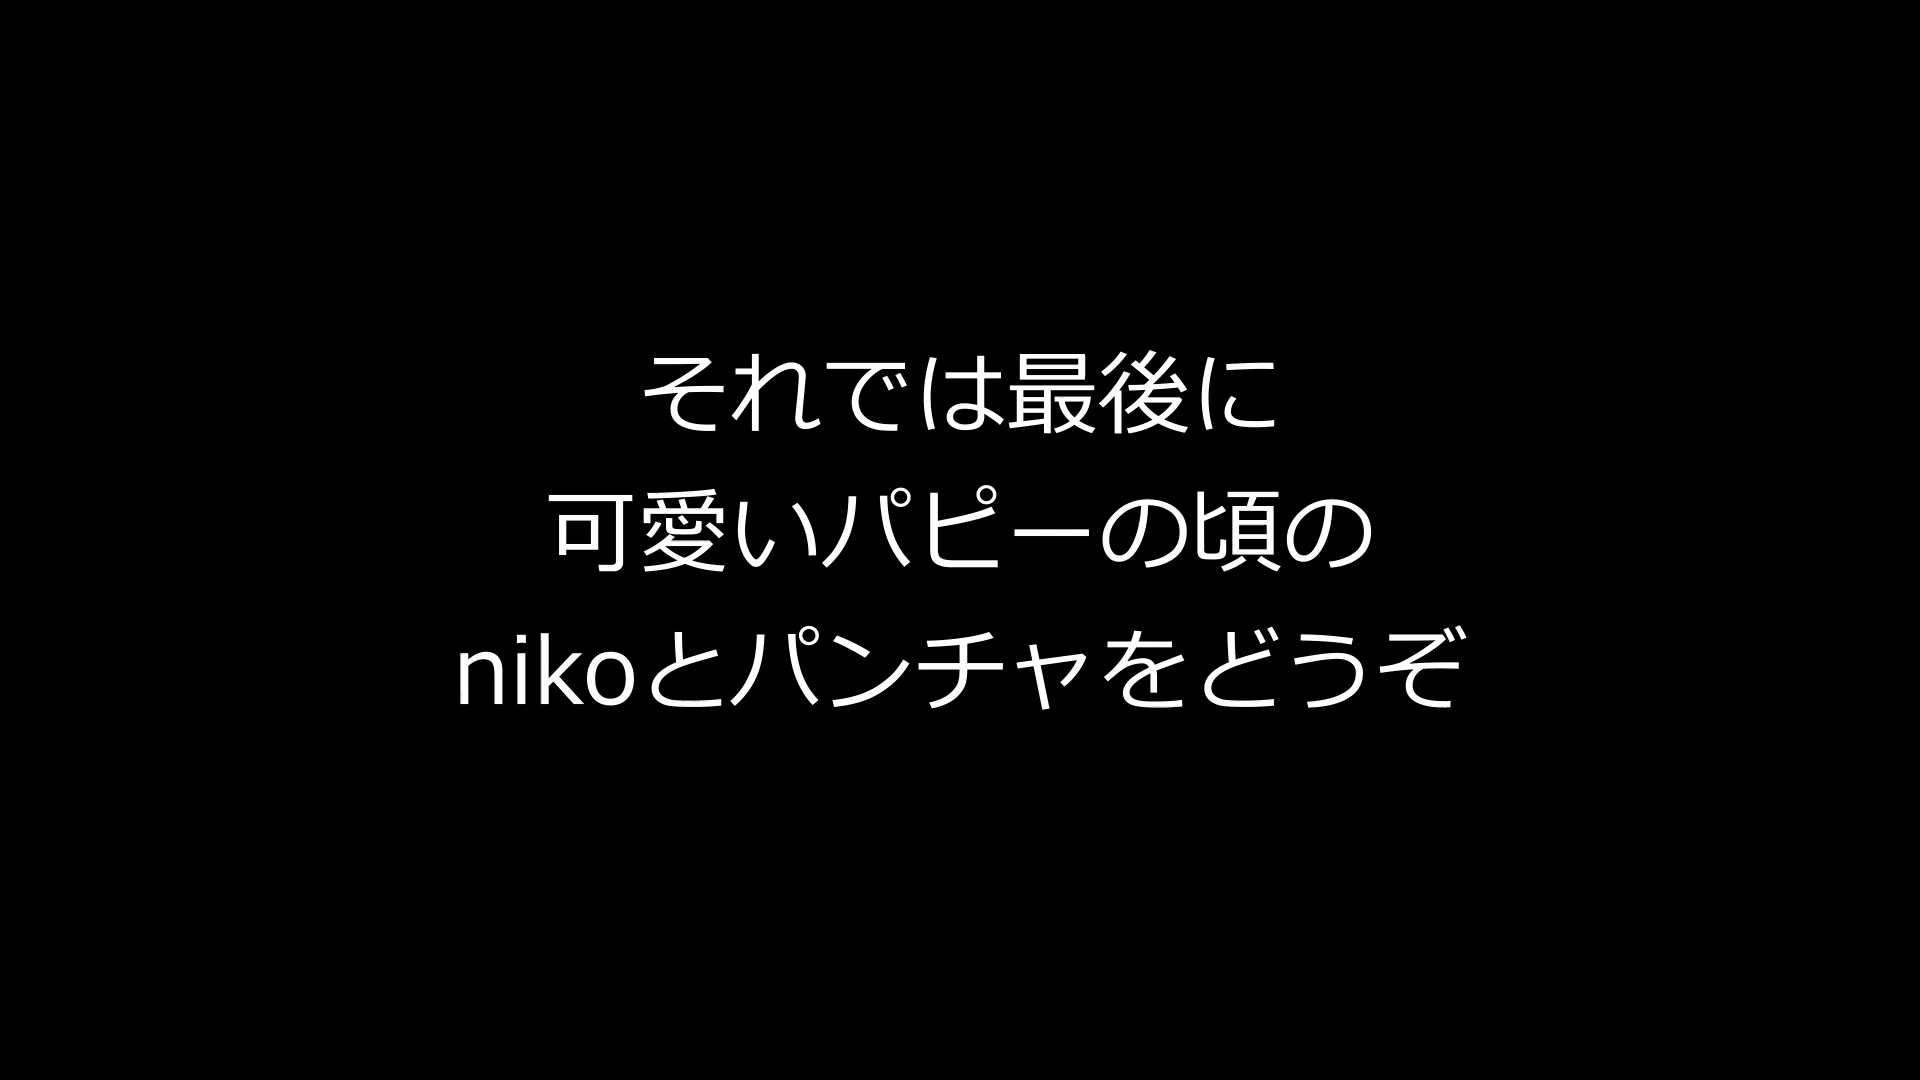 それでは最後に
可愛いパピーの頃の
nikoとパンチャをどうぞ